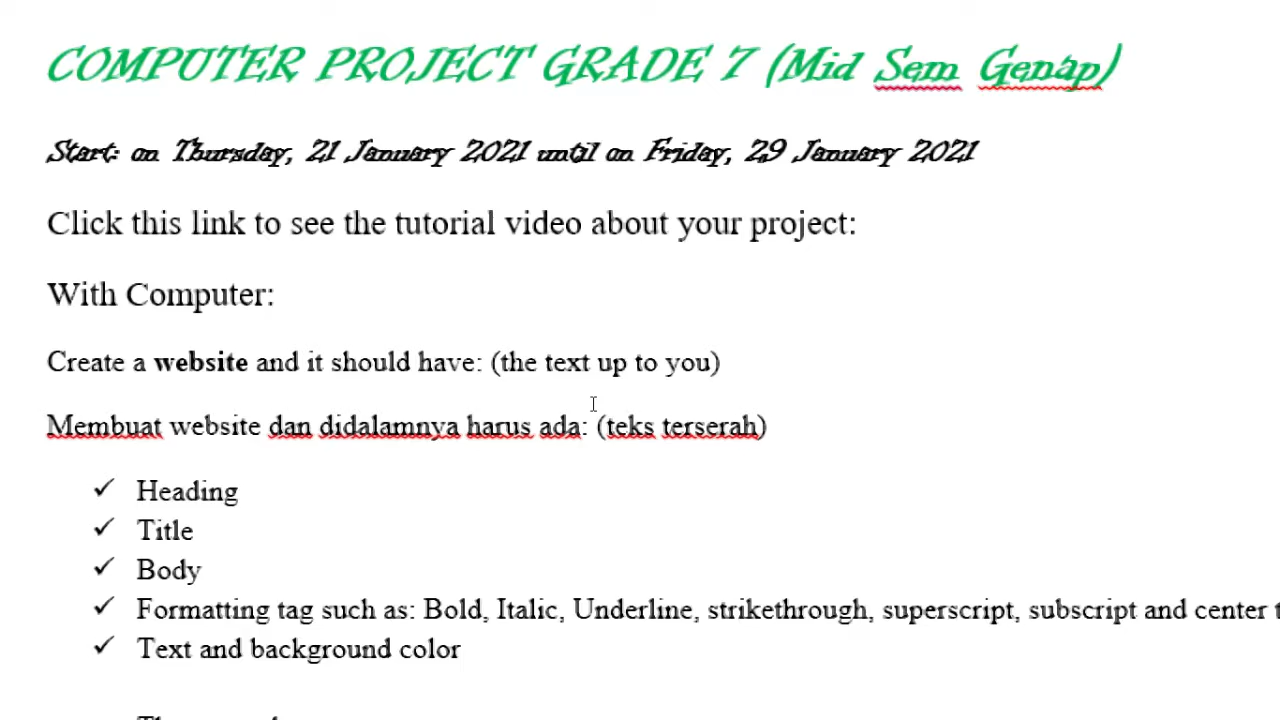 COMPUTER PROJECT GRADE 7 (Mid Sem Genap)
Start: on Thursday, 21 January 2021 until on Friday, 29 January 2021
Click this link to see the tutorial video about your project:
With Computer:
Create a website and it should have: (the text up to you)
Membuat website dan didalamnya harus ada: (teks terserah)
✓ Heading
✓ Title
✓ Body
✓ Formatting tag such as: Bold, Italic, Underline, strikethrough, superscript, subscript and center
✓ Text and background color